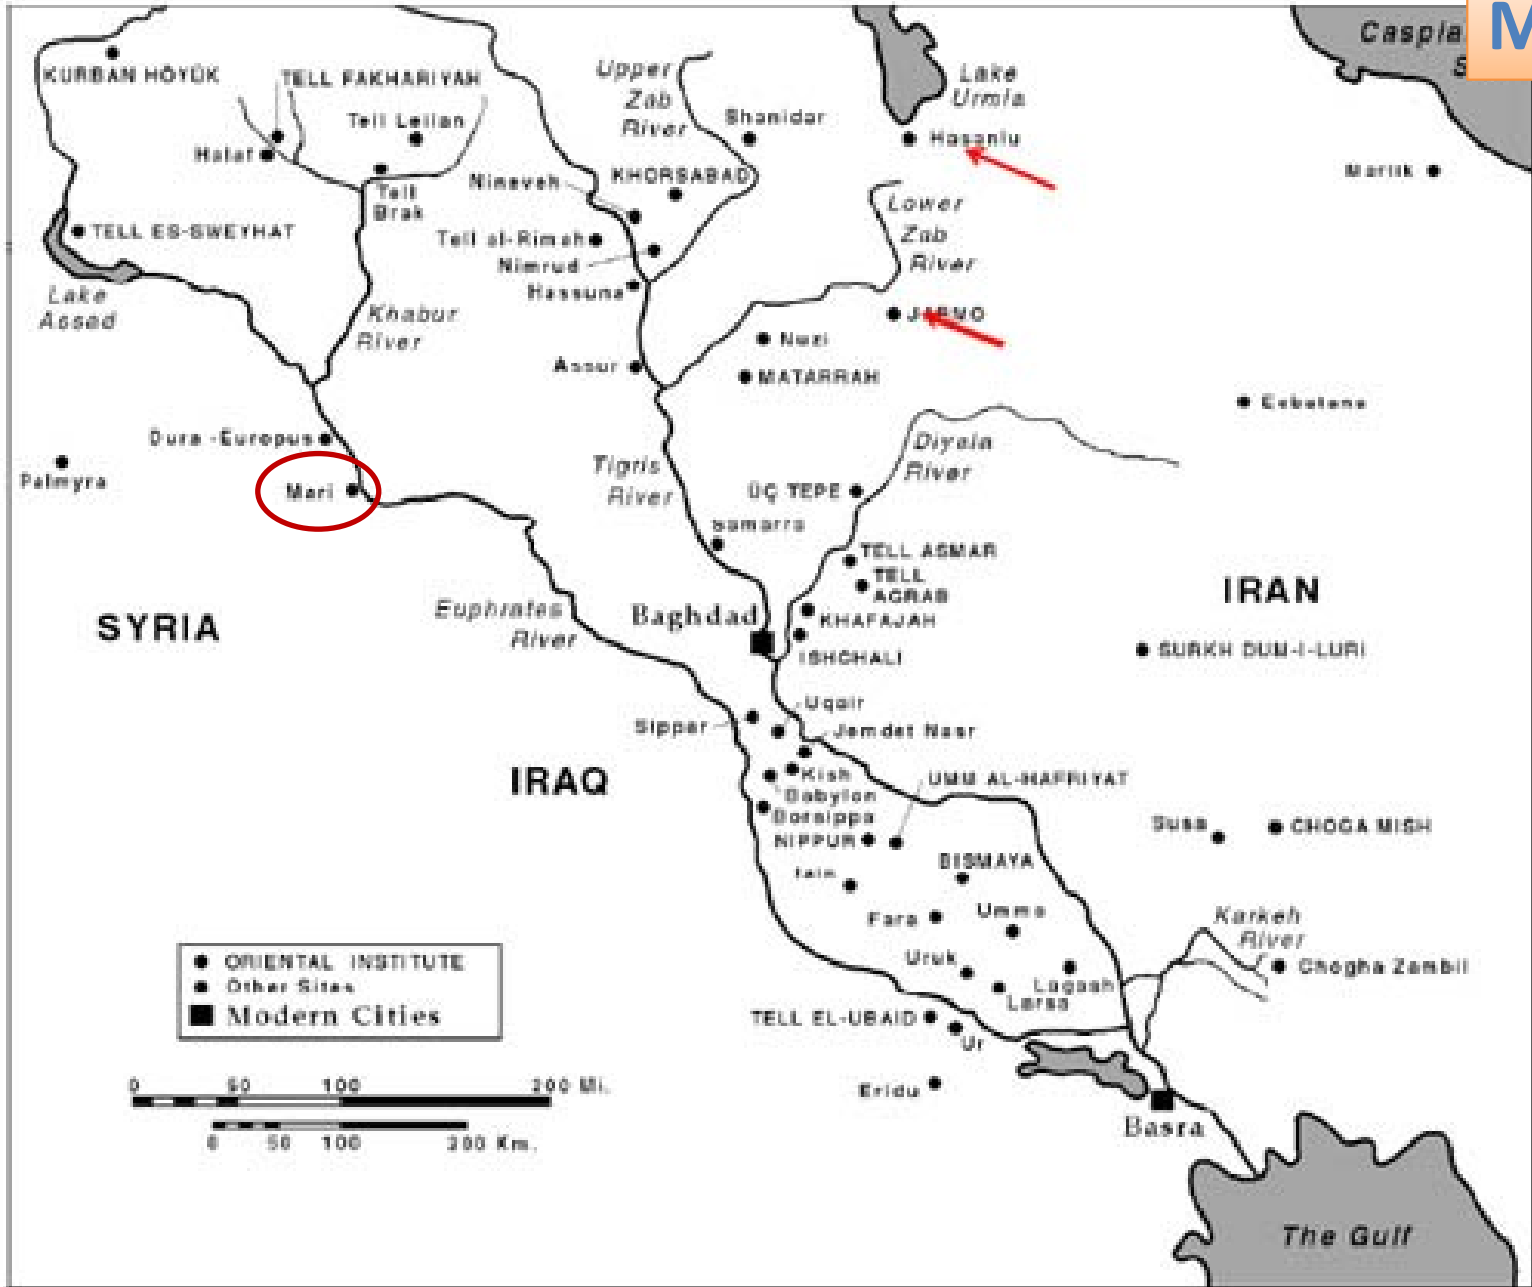 M
Caspia
S
KURBAN HÖYÜK
TELL FAKHARIYAH
Tell Leilan
Halaf
Tell
Brak
TELL ES-SWEYHAT
Lake
Assad
Khabur
River
Upper
Zab
River
Shanidar
Lake
Urmia
Hasanlu
Marlik
Nineveh
KHORSABAD
Tell al-Rimah
Nimrud
Hassuna
Lower
Zab
River
JARMO
Nuzi
MATARRAH
Assur
Ecbatana
Dura -Europus
Palmyra
Mari
Tigris
River
Diyala
River
ÜÇ TEPE
Samarra
TELL ASMAR
TELL
AGRAB
KHAFAJAH
ISHCHALI
Baghdad
Euphrates
River
SYRIA
IRAN
SURKH DUM-I-LURI
Sippar
Uqair
Jemdet Nasr
IRAQ
Kish
Babylon
Borsippa
UMM AL-HAFRIYAT
NIPPUR
Isin
BISMAYA
Susa
CHOGA MISH
Fara
Umma
Uruk
Lagash
Larsa
Karkeh
River
Chogha Zambil
TELL EL-UBAID
Ur
Eridu
Basra
The Gulf
ORIENTAL INSTITUTE
Other Sites
Modern Cities
0 50 100 200 Mi.
0 50 100 200 Km.